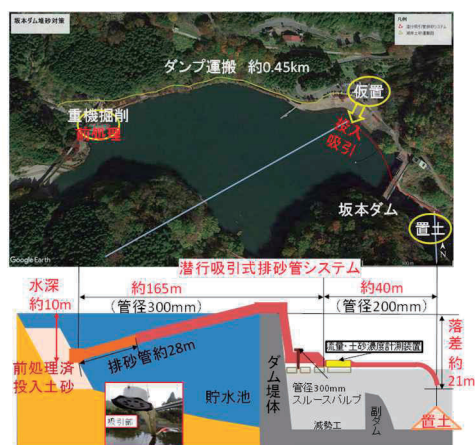 坂本ダム堆砂対策
凡例
ダンプ運搬 約0.45km
仮置
重機掘削
前処理
投入
吸引
坂本ダム
置土
N
Google Earth
潜行吸引式排砂管システム
水深
約10m
約165m
(管径300mm)
約40m
(管径200mm)
排砂管約28m
流量・土砂濃度計測装置
落差約
21m
前処理済
投入土砂
吸引部
貯水池
ダム堤体
管径300mm
スルースバルブ
減勢工
副ダム
置土